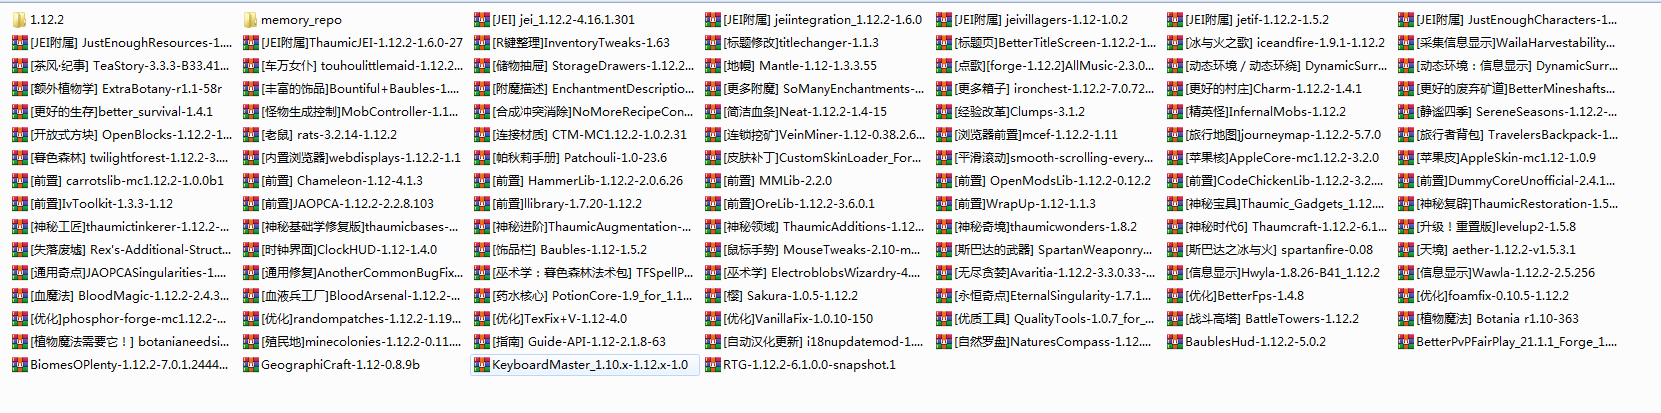 1.12.2 memory_repo [JEI] jei_1.12.2-4.16.1.301 [JEI附属] jeiintegration_1.12.2-1.6.0 [JEI附属] jeivillagers-1.12-1.0.2 [JEI附属] jetif-1.12.2-1.5.2 [JEI附属] JustEnoughCharacters-1...
[JEI附属] JustEnoughResources-1.... [JEI附属]ThaumicJEI-1.12.2-1.6.0-27 [R键整理]InventoryTweaks-1.63 [标题修改]titlechanger-1.1.3 [标题页]BetterTitleScreen-1.12.2-1... [冰与火之歌] iceandfire-1.9.1-1.12.2 [采集信息显示]WailaHarvestability...
[茶风·纪事] TeaStory-3.3.3-B33.41... [车万女仆] touhoulittlemaid-1.12.2... [储物抽屉] StorageDrawers-1.12.2... [地幔] Mantle-1.12-1.3.3.55 [点歌][forge-1.12.2]AllMusic-2.3.0... [动态环境/动态环绕] DynamicSurr... [动态环境：信息显示] DynamicSurr...
[额外植物学] ExtraBotany-r1.1-58r [丰富的饰品]Bountiful+Baubles-1.... [附魔描述] EnchantmentDescriptio... [更多附魔] SoManyEnchantments-... [更多箱子] ironchest-1.12.2-7.0.72... [更好的村庄]Charm-1.12.2-1.4.1 [更好的废弃矿道]BetterMineshafts...
[更好的生存]better_survival-1.4.1 [怪物生成控制]MobController-1.1... [合成冲突消除]NoMoreRecipeCon... [简洁血条]Neat-1.12.2-1.4-15 [经验改革]Clumps-3.1.2 [精英怪]InfernalMobs-1.12.2 [静谧四季] SereneSeasons-1.12.2-...
[开放式方块] OpenBlocks-1.12.2-1... [老鼠] rats-3.2.14-1.12.2 [连接材质] CTM-MC1.12.2-1.0.2.31 [连锁挖矿]VeinMiner-1.12-0.38.2.6... [浏览器前置]mcef-1.12.2-1.11 [旅行地图]journeymap-1.12.2-5.7.0 [旅行者背包] TravelersBackpack-1...
[暮色森林] twilightforest-1.12.2-3.... [内置浏览器]webdisplays-1.12.2-1.1 [帕秋莉手册] Patchouli-1.0-23.6 [皮肤补丁]CustomSkinLoader_For... [平滑滚动]smooth-scrolling-every... [苹果核]AppleCore-mc1.12.2-3.2.0 [苹果皮]AppleSkin-mc1.12-1.0.9
[前置] carrotslib-mc1.12.2-1.0.0b1 [前置] Chameleon-1.12-4.1.3 [前置] HammerLib-1.12.2-2.0.6.26 [前置] MMLib-2.2.0 [前置] OpenModsLib-1.12.2-0.12.2 [前置]CodeChickenLib-1.12.2-3.2.... [前置]DummyCoreUnofficial-2.4.1...
[前置]IvToolkit-1.3.3-1.12 [前置]JAOPCA-1.12.2-2.2.8.103 [前置]llibrary-1.7.20-1.12.2 [前置]OreLib-1.12.2-3.6.0.1 [前置]WrapUp-1.12-1.1.3 [神秘宝具]Thaumic_Gadgets_1.12.... [神秘复辟]ThaumicRestoration-1.5...
[神秘工匠]thaumictinkerer-1.12.2-... [神秘基础学修复版]thaumicbases-... [神秘进阶]ThaumicAugmentation-... [神秘领域] ThaumicAdditions-1.12... [神秘奇境]thaumicwonders-1.8.2 [神秘时代6] Thaumcraft-1.12.2-6.1... [升级！重置版]levelup2-1.5.8
[失落废墟] Rex's-Additional-Struct... [时钟界面]ClockHUD-1.12-1.4.0 [饰品栏] Baubles-1.12-1.5.2 [鼠标手势] MouseTweaks-2.10-m... [斯巴达的武器] SpartanWeaponry... [斯巴达之冰与火] spartanfire-0.08 [天境] aether-1.12.2-v1.5.3.1
[通用奇点]JAOPCASingularities-1.... [通用修复]AnotherCommonBugFix... [巫术学：暮色森林法术包] TFSpellP... [巫术学] ElectroblobsWizardry-4.... [无尽贪婪]Avaritia-1.12.2-3.3.0.33-... [信息显示]Hwyla-1.8.26-B41_1.12.2 [信息显示]Wawla-1.12.2-2.5.256
[血魔法] BloodMagic-1.12.2-2.4.3... [血液兵工厂]BloodArsenal-1.12.2-... [药水核心] PotionCore-1.9_for_1.1... [樱] Sakura-1.0.5-1.12.2 [永恒奇点]EternalSingularity-1.7.1... [优化]BetterFps-1.4.8 [优化]foamfix-0.10.5-1.12.2
[优化]phosphor-forge-mc1.12.2-... [优化]randompatches-1.12.2-1.19... [优化]TexFix+V-1.12-4.0 [优化]VanillaFix-1.0.10-150 [优质工具] QualityTools-1.0.7_for_... [战斗高塔] BattleTowers-1.12.2 [植物魔法] Botania r1.10-363
[植物魔法需要它！] botanianeedsi... [殖民地]minecolonies-1.12.2-0.11.... [指南] Guide-API-1.12-2.1.8-63 [自动汉化更新] i18nupdatemod-1.... [自然罗盘]NaturesCompass-1.12.... BaublesHud-1.12.2-5.0.2 BetterPvPFairPlay_21.1.1_Forge_1....
BiomesOPlenty-1.12.2-7.0.1.2444... GeographiCraft-1.12-0.8.9b KeyboardMaster_1.10.x-1.12.x-1.0 RTG-1.12.2-6.1.0.0-snapshot.1